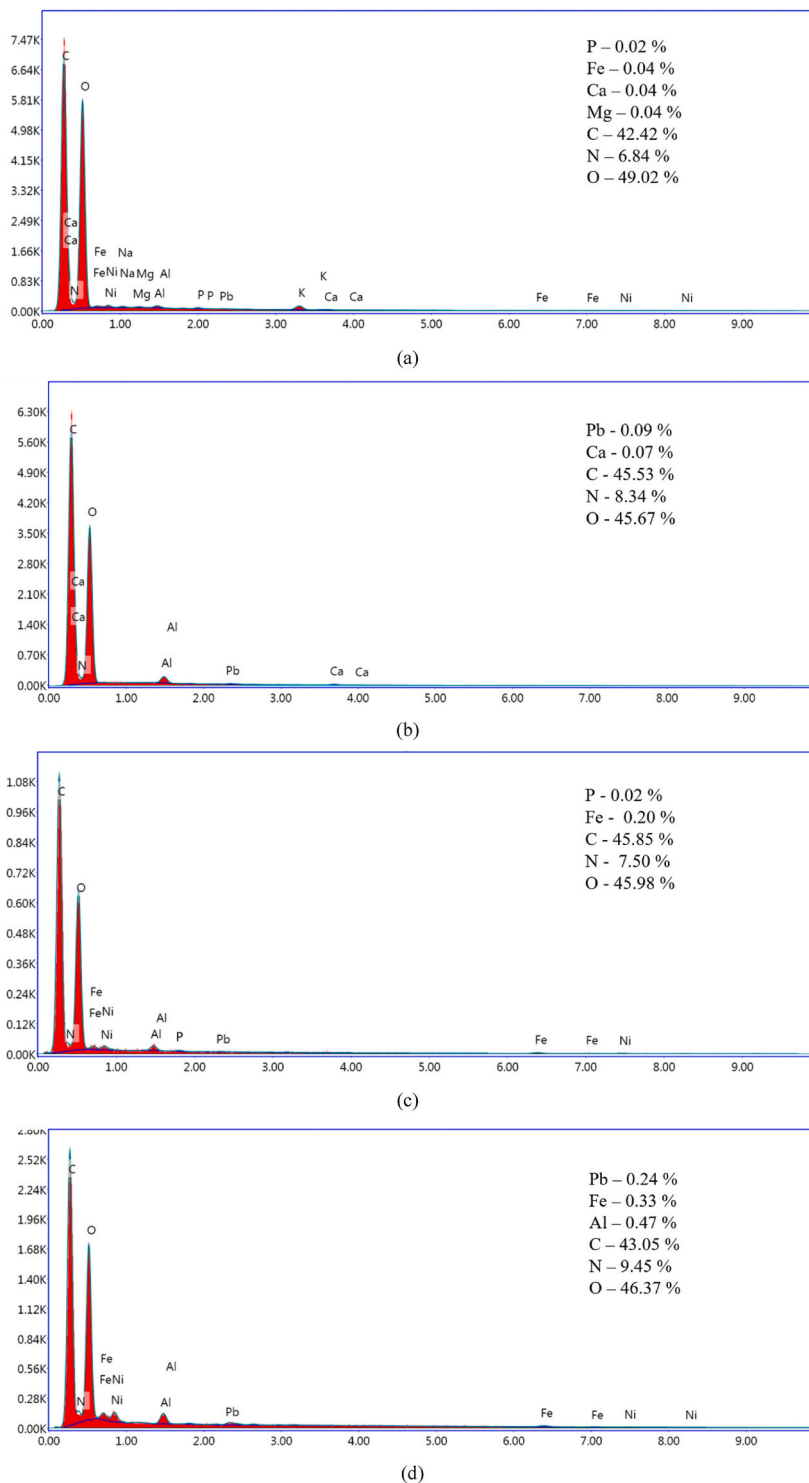 7.47K
6.64K
5.81K
4.98K
4.15K
3.32K
2.49K
1.66K
0.83K
0.00K
C
O
Ca
Ca
N
Fe Na
Fe Ni Na Mg Al
Ni Mg Al
P P Pb
K
K
Ca Ca
Fe Fe Ni Ni
P – 0.02 %
Fe – 0.04 %
Ca – 0.04 %
Mg – 0.04 %
C – 42.42 %
N – 6.84 %
O – 49.02 %
0.00 1.00 2.00 3.00 4.00 5.00 6.00 7.00 8.00 9.00
(a)
6.30K
5.60K
4.90K
4.20K
3.50K
2.80K
2.10K
1.40K
0.70K
0.00K
C
O
Ca
Ca
N
Al
Al
Pb
Ca Ca
Pb - 0.09 %
Ca - 0.07 %
C - 45.53 %
N - 8.34 %
O - 45.67 %
0.00 1.00 2.00 3.00 4.00 5.00 6.00 7.00 8.00 9.00
(b)
1.08K
0.96K
0.84K
0.72K
0.60K
0.48K
0.36K
0.24K
0.12K
0.00K
C
O
Fe
Fe Ni
N
Ni
Al
Al
P
Pb
Fe Fe Ni
P - 0.02 %
Fe - 0.20 %
C - 45.85 %
N - 7.50 %
O - 45.98 %
0.00 1.00 2.00 3.00 4.00 5.00 6.00 7.00 8.00 9.00
(c)
2.80K
2.52K
2.24K
1.96K
1.68K
1.40K
1.12K
0.84K
0.56K
0.28K
0.00K
C
O
Fe
Fe Ni
N
Ni
Al
Al
Pb
Fe Fe Ni Ni
Pb – 0.24 %
Fe – 0.33 %
Al – 0.47 %
C – 43.05 %
N – 9.45 %
O – 46.37 %
0.00 1.00 2.00 3.00 4.00 5.00 6.00 7.00 8.00 9.00
(d)